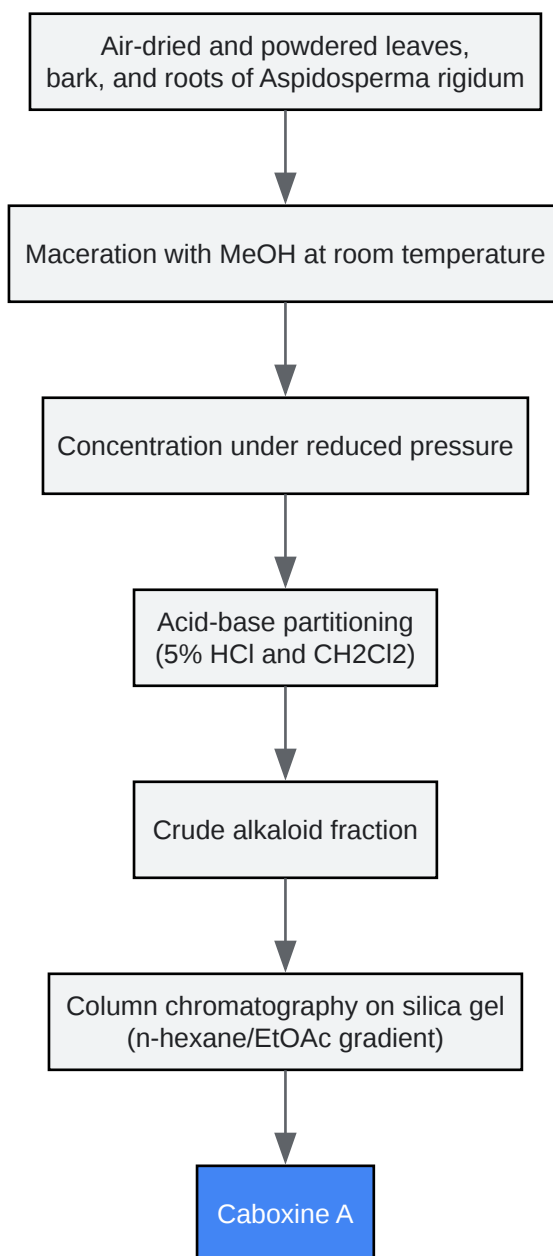 Air-dried and powdered leaves,
bark, and roots of Aspidosperma rigidum
Maceration with MeOH at room temperature
Concentration under reduced pressure
Acid-base partitioning
(5% HCl and CH2Cl2)
Crude alkaloid fraction
Column chromatography on silica gel
(n-hexane/EtOAc gradient)
Caboxine A